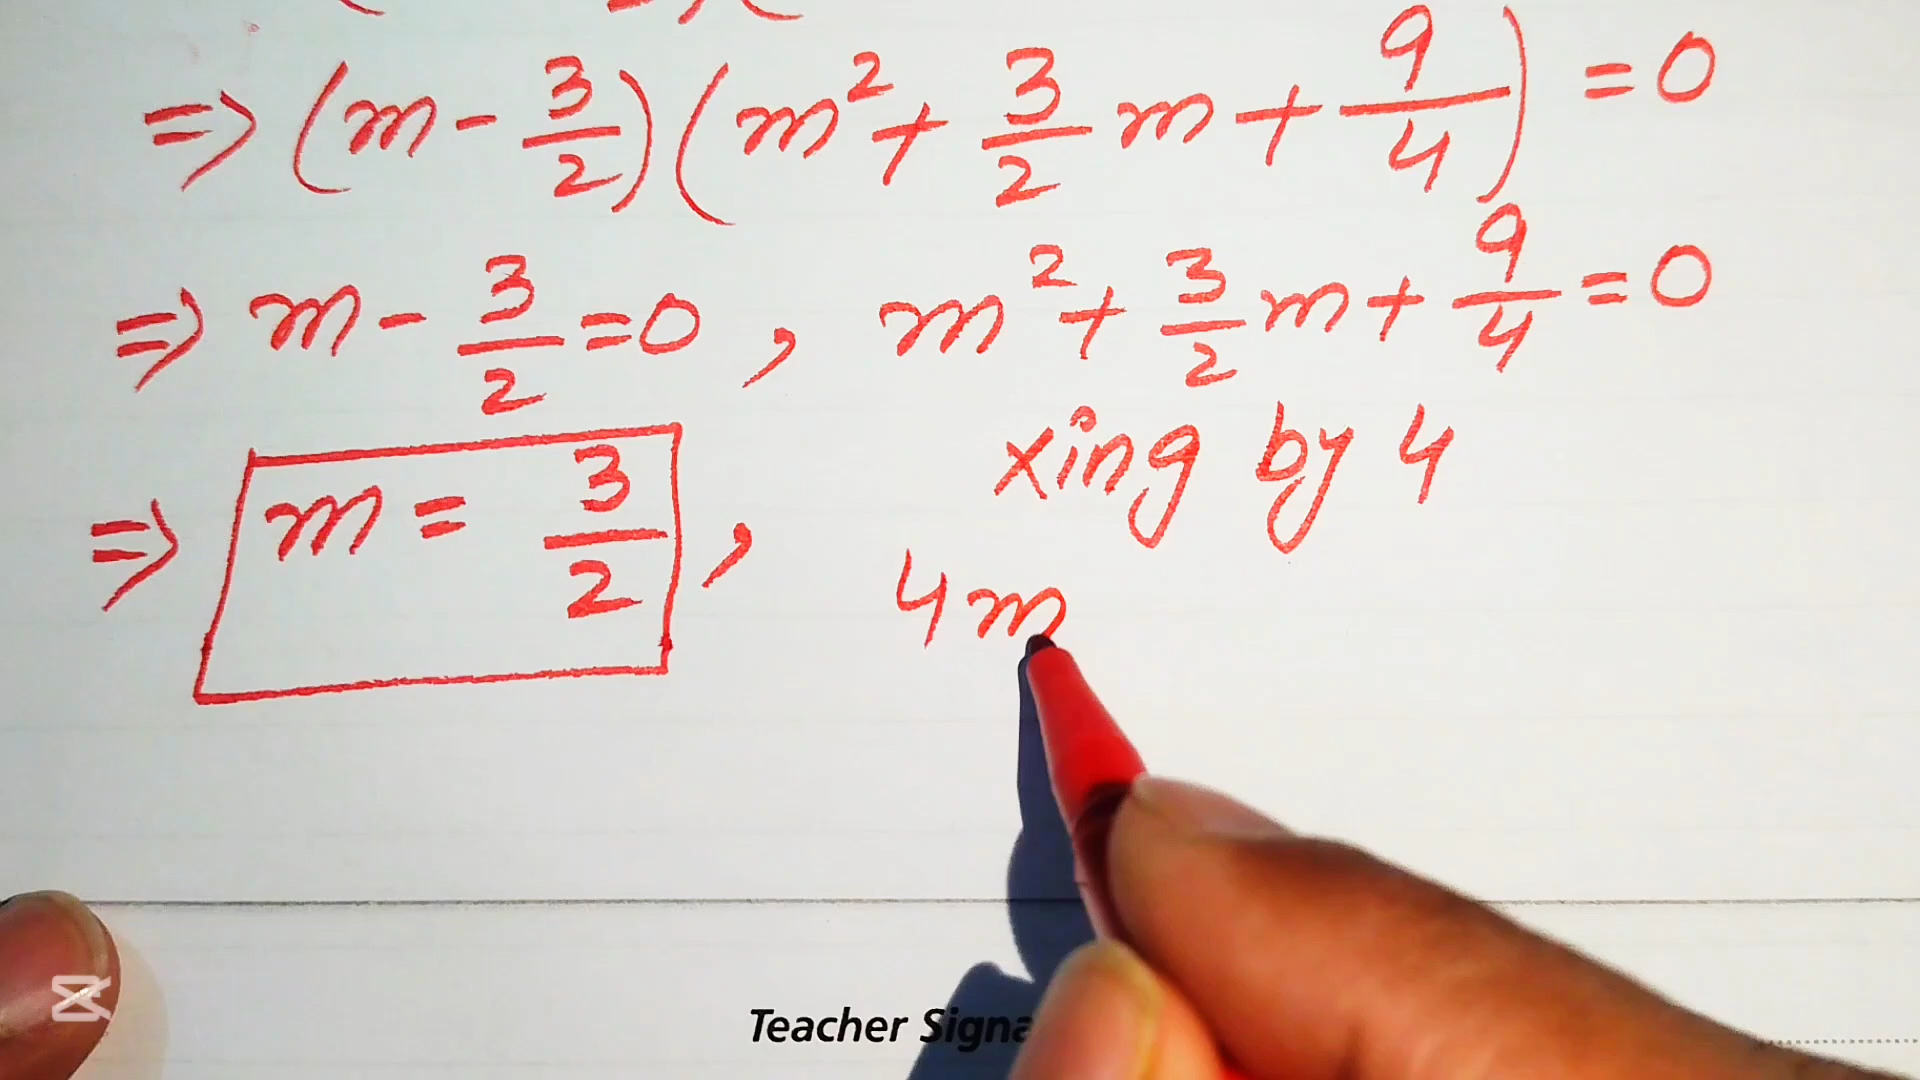 ⇒ (m - 3/2)(m² + 3/2 m + 9/4) = 0
⇒ m - 3/2 = 0 , m² + 3/2 m + 9/4 = 0
xing by 4
⇒ m = 3/2 , 4m
Teacher